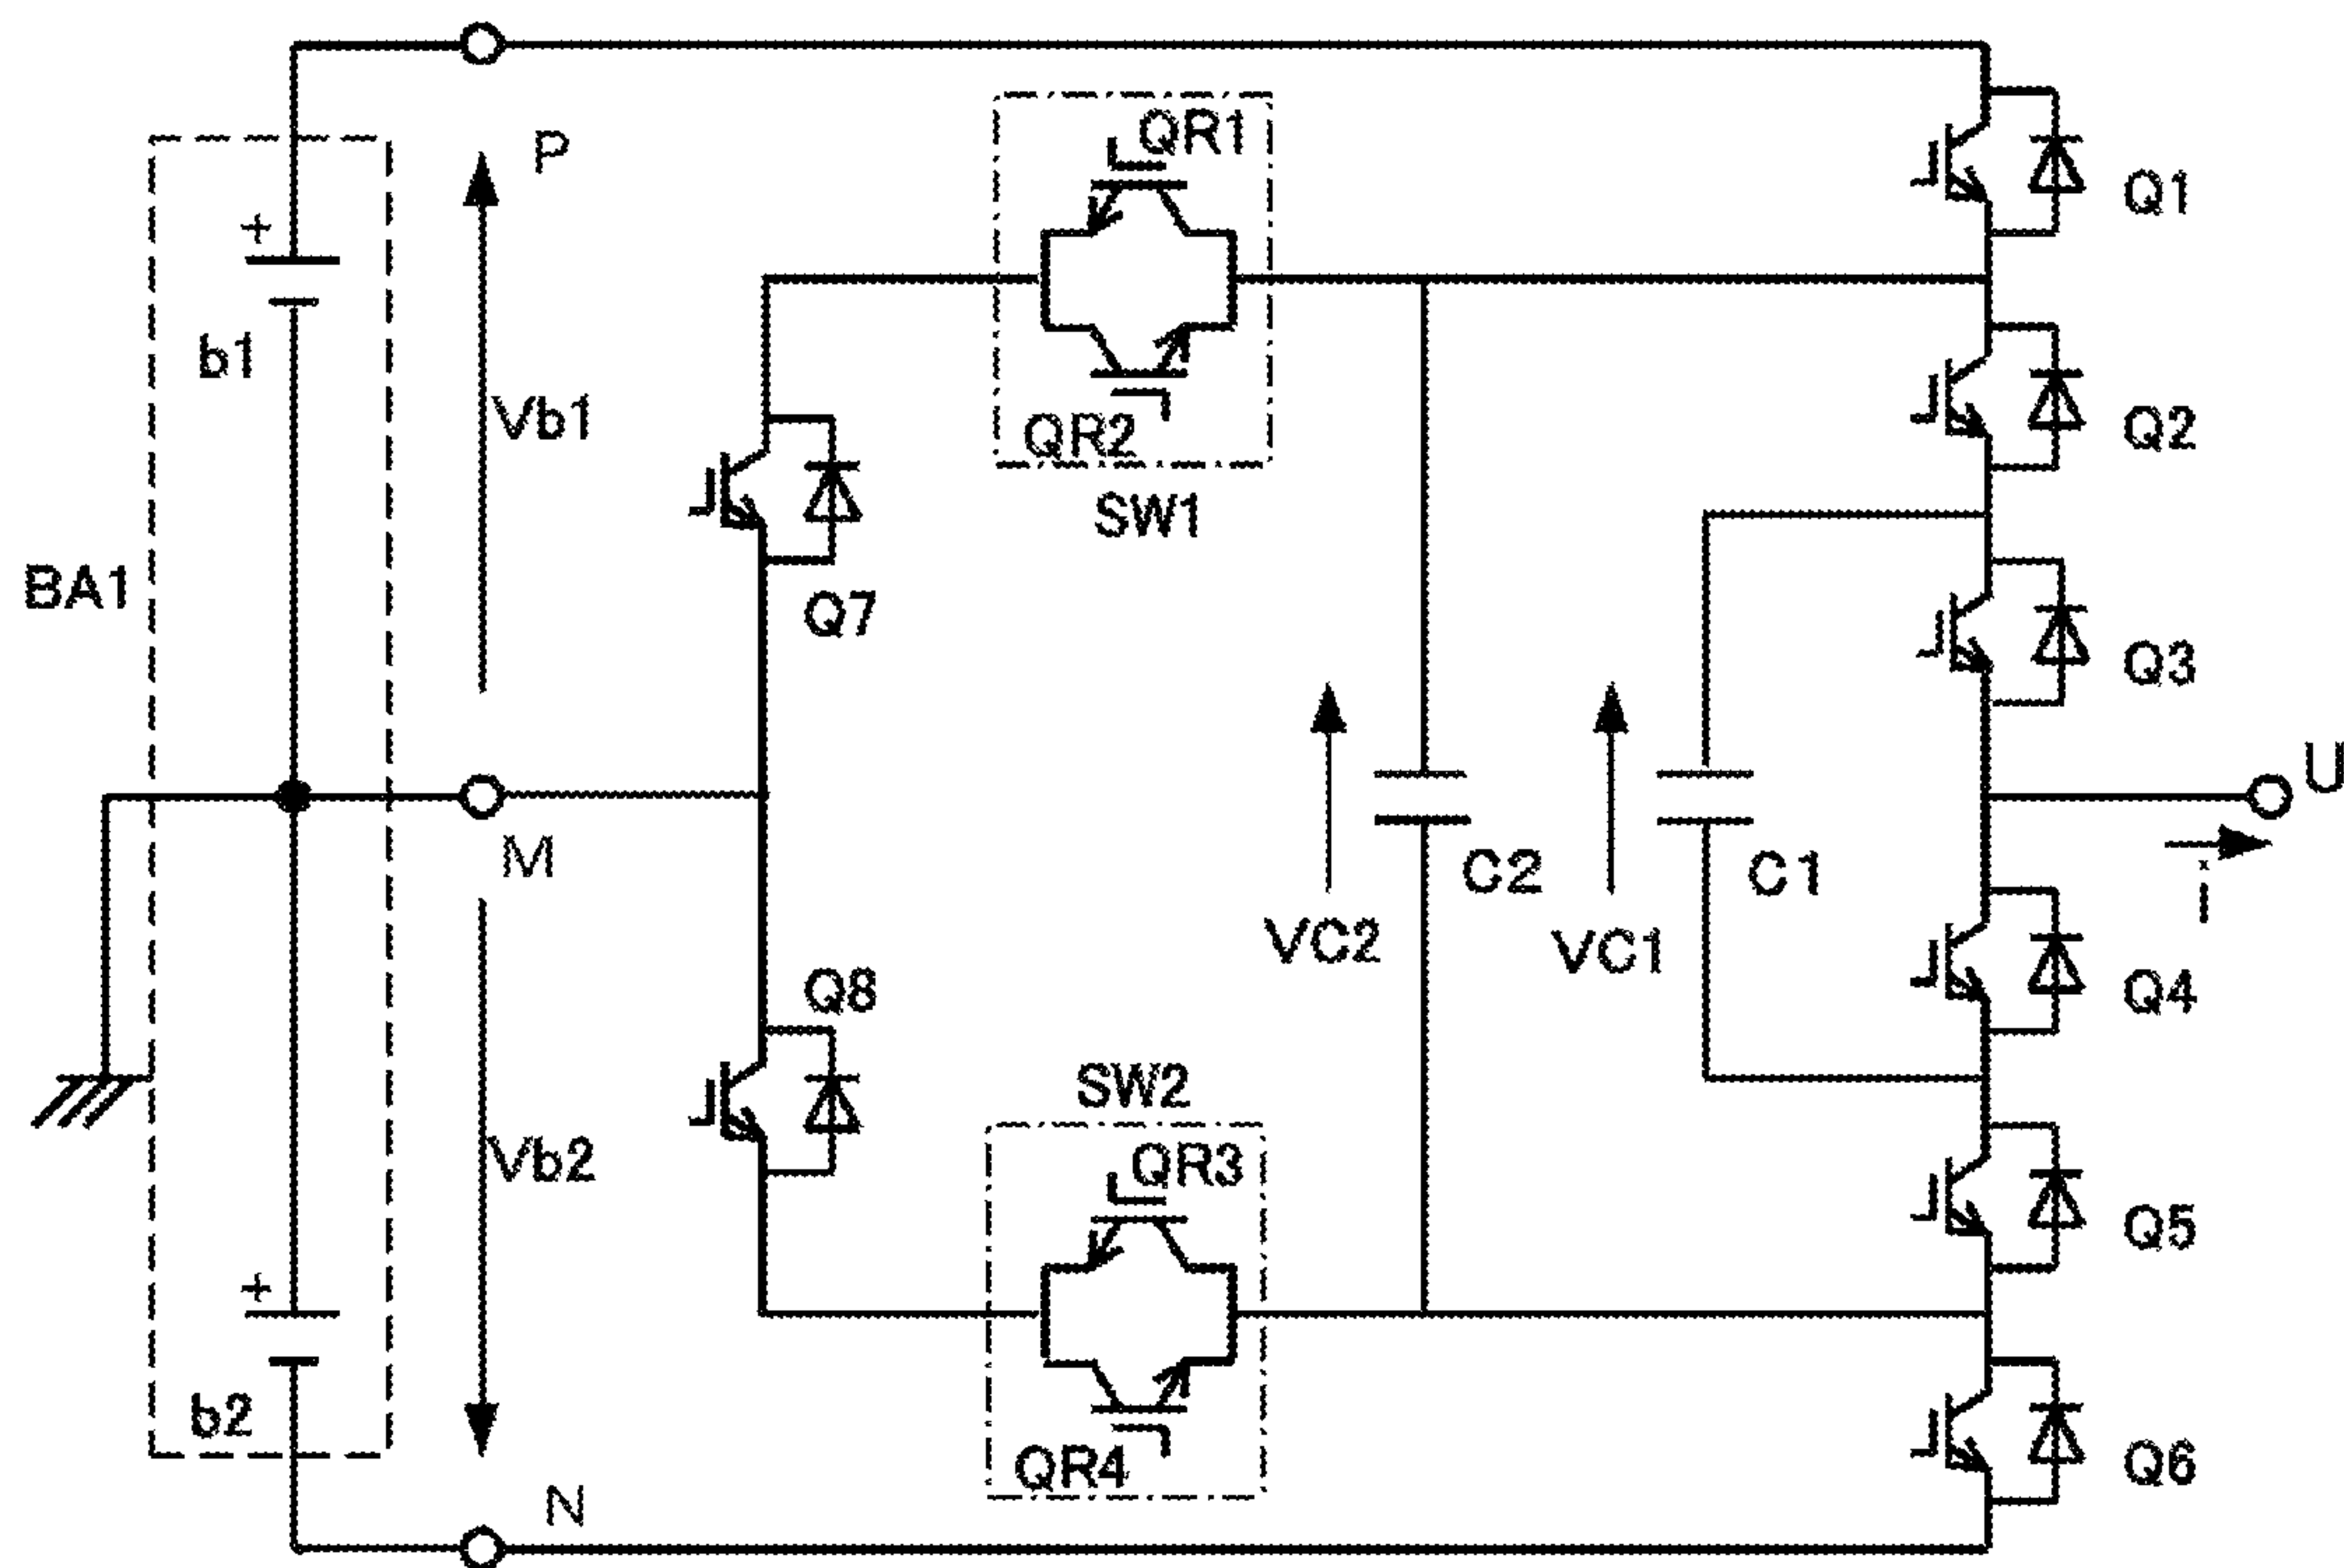 P
QR1
Q1
+
b1
Vb1
QR2
Q2
SW1
BA1
Q7
Q3
U
M
C2
C1
i
VC2
VC1
Q8
Q4
SW2
Vb2
QR3
Q5
+
b2
QR4
Q6
N